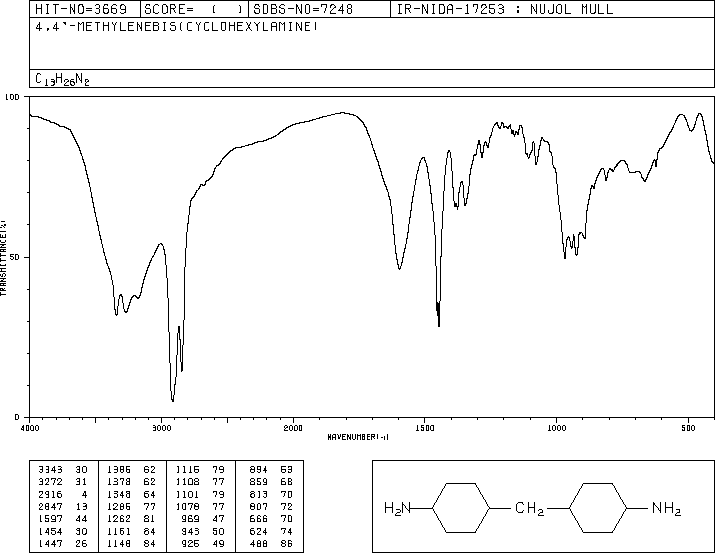 HIT-NO=3669 SCORE= ( ) SDBS-NO=7248 IR-NIDA-17253 : NUJOL MULL
4,4'-METHYLENEBIS(CYCLOHEXYLAMINE)
C13H26N2
100
50
0
TRANSMITTANCE(%)
4000 3000 2000 1500 1000 500
WAVENUMBER(-1)
3343 30 1386 62 1116 79 894 53
3272 31 1378 62 1108 77 859 68
2916 4 1348 64 1101 79 813 70
2847 13 1286 77 1078 77 807 72
1597 44 1262 81 969 47 666 70
1454 30 1161 84 943 50 624 74
1447 26 1148 84 925 49 488 86
H2N CH2 NH2